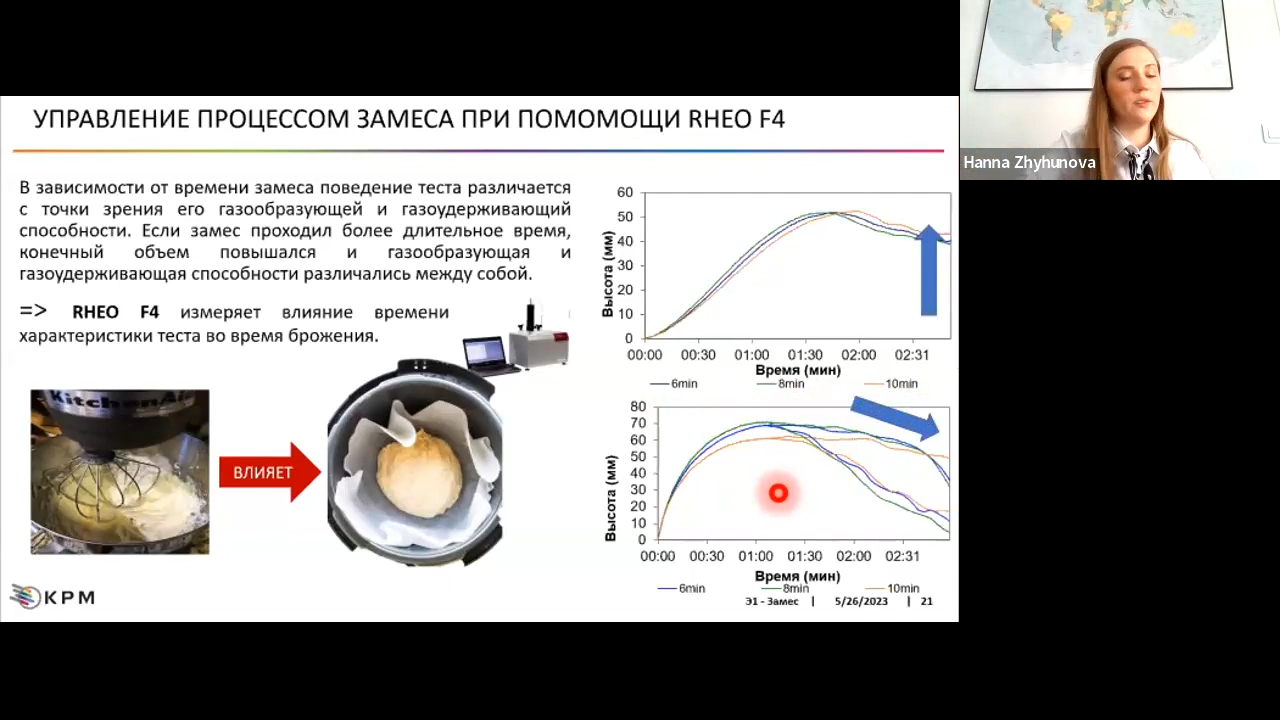 УПРАВЛЕНИЕ ПРОЦЕССОМ ЗАМЕСА ПРИ ПОМОМОЩИ RHEO F4
Hanna Zhyhunova
В зависимости от времени замеса поведение теста различается
с точки зрения его газообразующей и газоудерживающий
способности. Если замес проходил более длительное время,
конечный объем повышался и газообразующая и
газоудерживающая способности различались между собой.
=> RHEO F4 измеряет влияние времени
характеристики теста во время брожения.
KitchenAi
ВЛИЯЕТ
60
50
40
30
20
10
0
Высота (мм)
00:00 00:30 01:00 01:30 02:00 02:31
Время (мин)
6min 8min 10min
80
70
60
50
40
30
20
10
0
Высота (мм)
00:00 00:30 01:00 01:30 02:00 02:31
Время (мин)
6min 8min 10min
KPM
Э1 - Замес | 5/26/2023 | 21